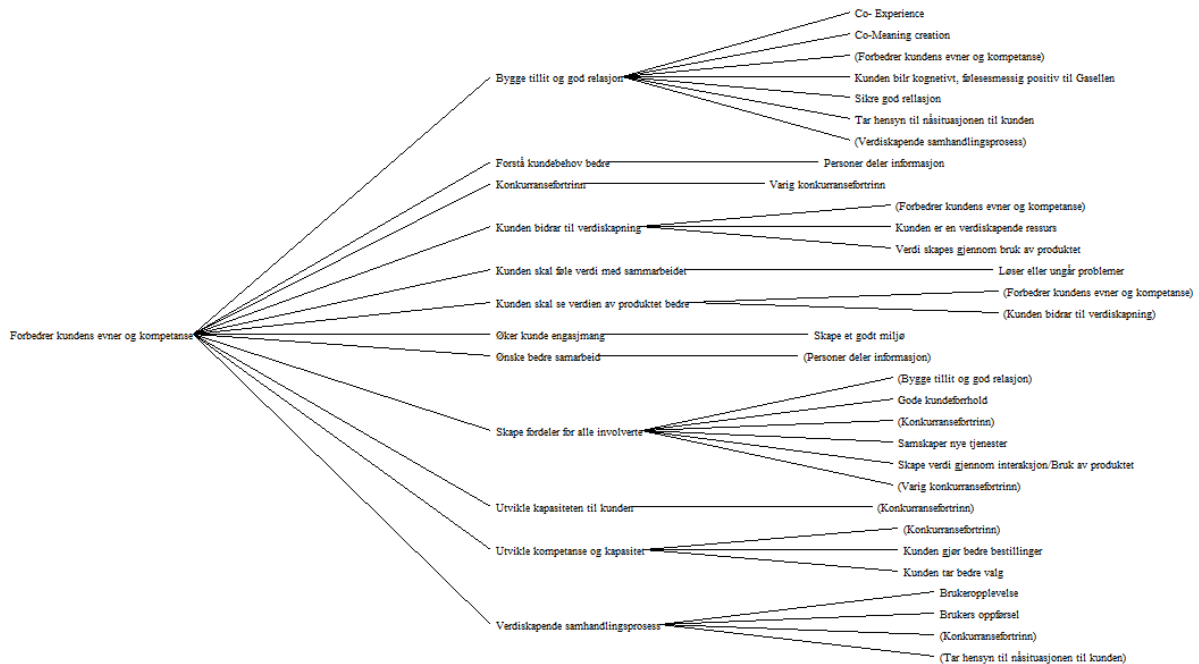 Co- Experience
Co-Meaning creation
(Forbedrer kundens evner og kompetanse)
Bygge tillit og god relasjon
Kunden bilr kognetivt, følesesmessig positiv til Gasellen
Sikre god rellasjon
Tar hensyn til nåsituasjonen til kunden
(Verdiskapende samhandlingsprosess)
Forstå kundebehov bedre
Personer deler informasjon
Konkurransefortrinn
Varig konkurransefortrinn
(Forbedrer kundens evner og kompetanse)
Kunden bidrar til verdiskapning
Kunden er en verdiskapende ressurs
Verdi skapes gjennom bruk av produktet
Kunden skal føle verdi med sammarbeidet
Løser eller ungår problemer
(Forbedrer kundens evner og kompetanse)
Kunden skal se verdien av produktet bedre
(Kunden bidrar til verdiskapning)
Forbedrer kundens evner og kompetanse
Øker kunde engasjmang
Skape et godt miljø
Ønske bedre samarbeid
(Personer deler informasjon)
(Bygge tillit og god relasjon)
Gode kundeforrhold
(Konkurransefortrinn)
Skape fordeler for alle involverte
Samskaper nye tjenester
Skape verdi gjennom interaksjon/Bruk av produktet
(Varig konkurransefortrinn)
Utvikle kapasiteten til kunden
(Konkurransefortrinn)
(Konkurransefortrinn)
Utvikle kompetanse og kapasitet
Kunden gjør bedre bestillinger
Kunden tar bedre valg
Brukeropplevelse
Brukers oppførsel
Verdiskapende samhandlingsprosess
(Konkurransefortrinn)
(Tar hensyn til nåsituasjonen til kunden)